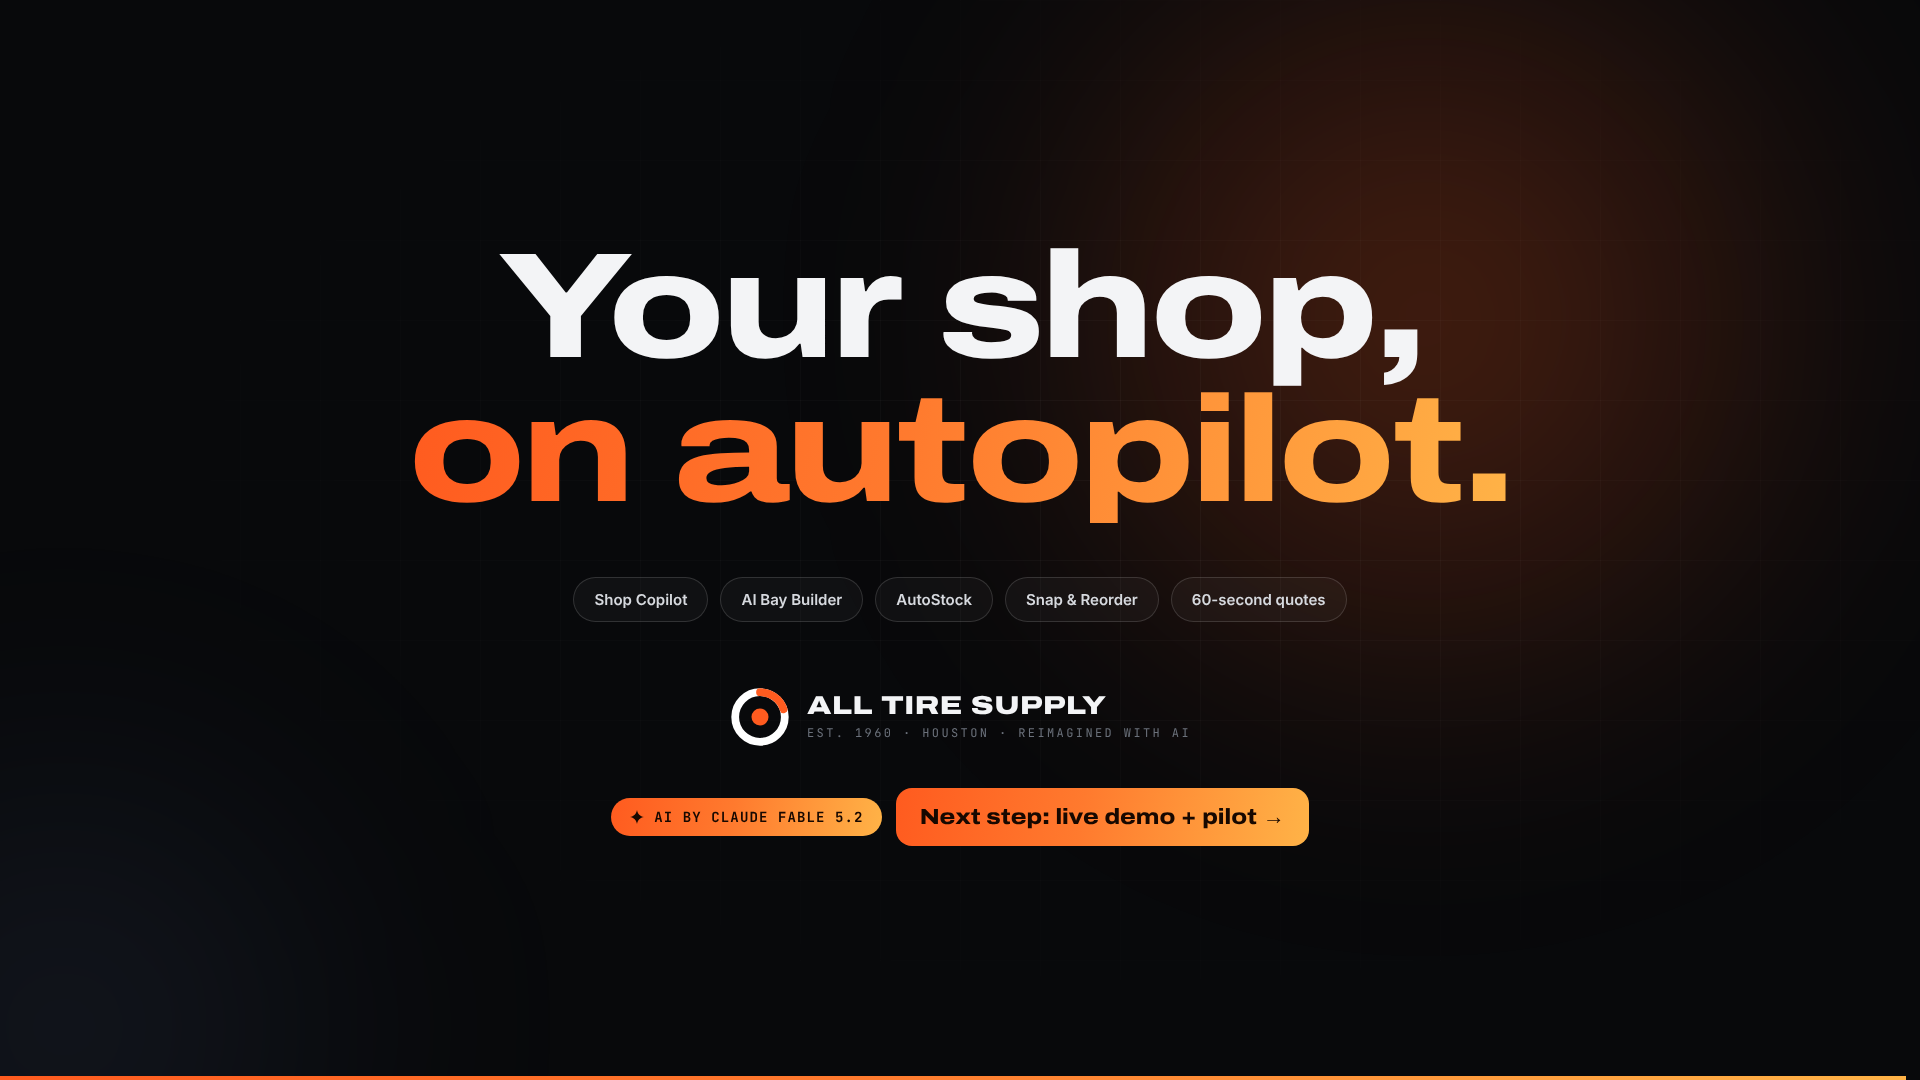 Your shop,
on autopilot.
Shop Copilot
AI Bay Builder
AutoStock
Snap & Reorder
60-second quotes
ALL TIRE SUPPLY
EST. 1960 · HOUSTON · REIMAGINED WITH AI
✦ AI BY CLAUDE FABLE 5.2
Next step: live demo + pilot →